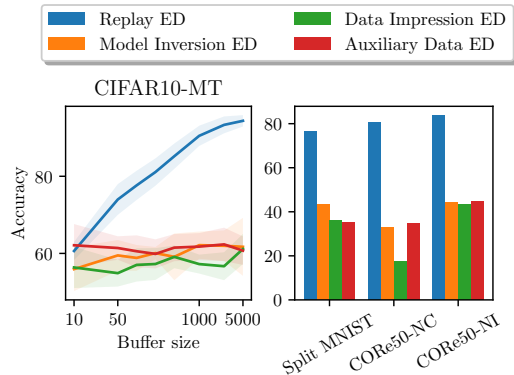 Replay ED
Model Inversion ED
Data Impression ED
Auxiliary Data ED
CIFAR10-MT
Accuracy
80
60
10
50
1000
5000
Buffer size
80
60
40
20
0
Split MNIST
CORe50-NC
CORe50-NI